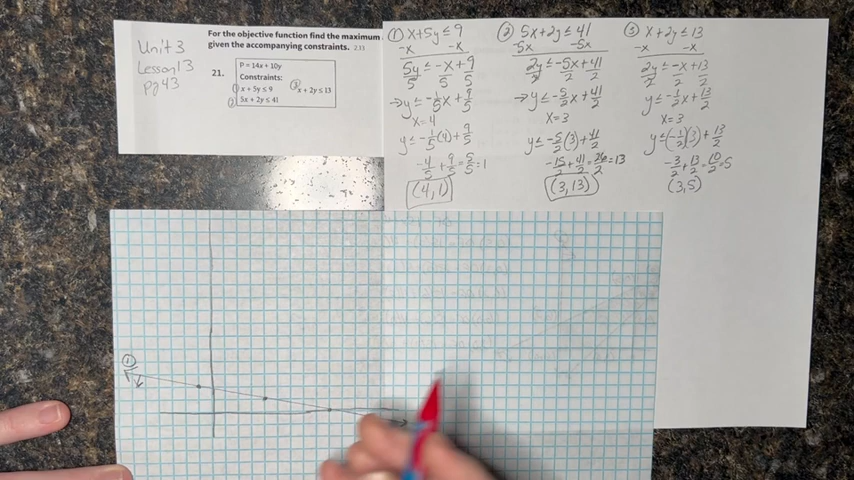 Unit 3
Lesson 13
pg 43
For the objective function find the maximum
given the accompanying constraints. 2.13
21.
P = 14x + 10y
Constraints:
① x + 5y ≤ 9
③ x + 2y ≤ 13
② 5x + 2y ≤ 41
① x+5y≤9
-x -x
5y/5 ≤ -x/5 + 9/5
→ y≤-1/5x+9/5
x=4
y≤-1/5(4)+9/5
-4/5+9/5=5/5=1
(4,1)
② 5x+2y≤41
-5x -5x
2y/2 ≤ -5x/2 + 41/2
→ y≤-5/2x+41/2
x=3
y≤-5/2(3)+41/2
-15/2+41/2=26/2=13
(3,13)
③ x+2y≤13
-x -x
2y/2 ≤ -x/2 + 13/2
y≤-1/2x+13/2
x=3
y≤(-1/2)(3)+13/2
-3/2+13/2=10/2=5
(3,5)
①